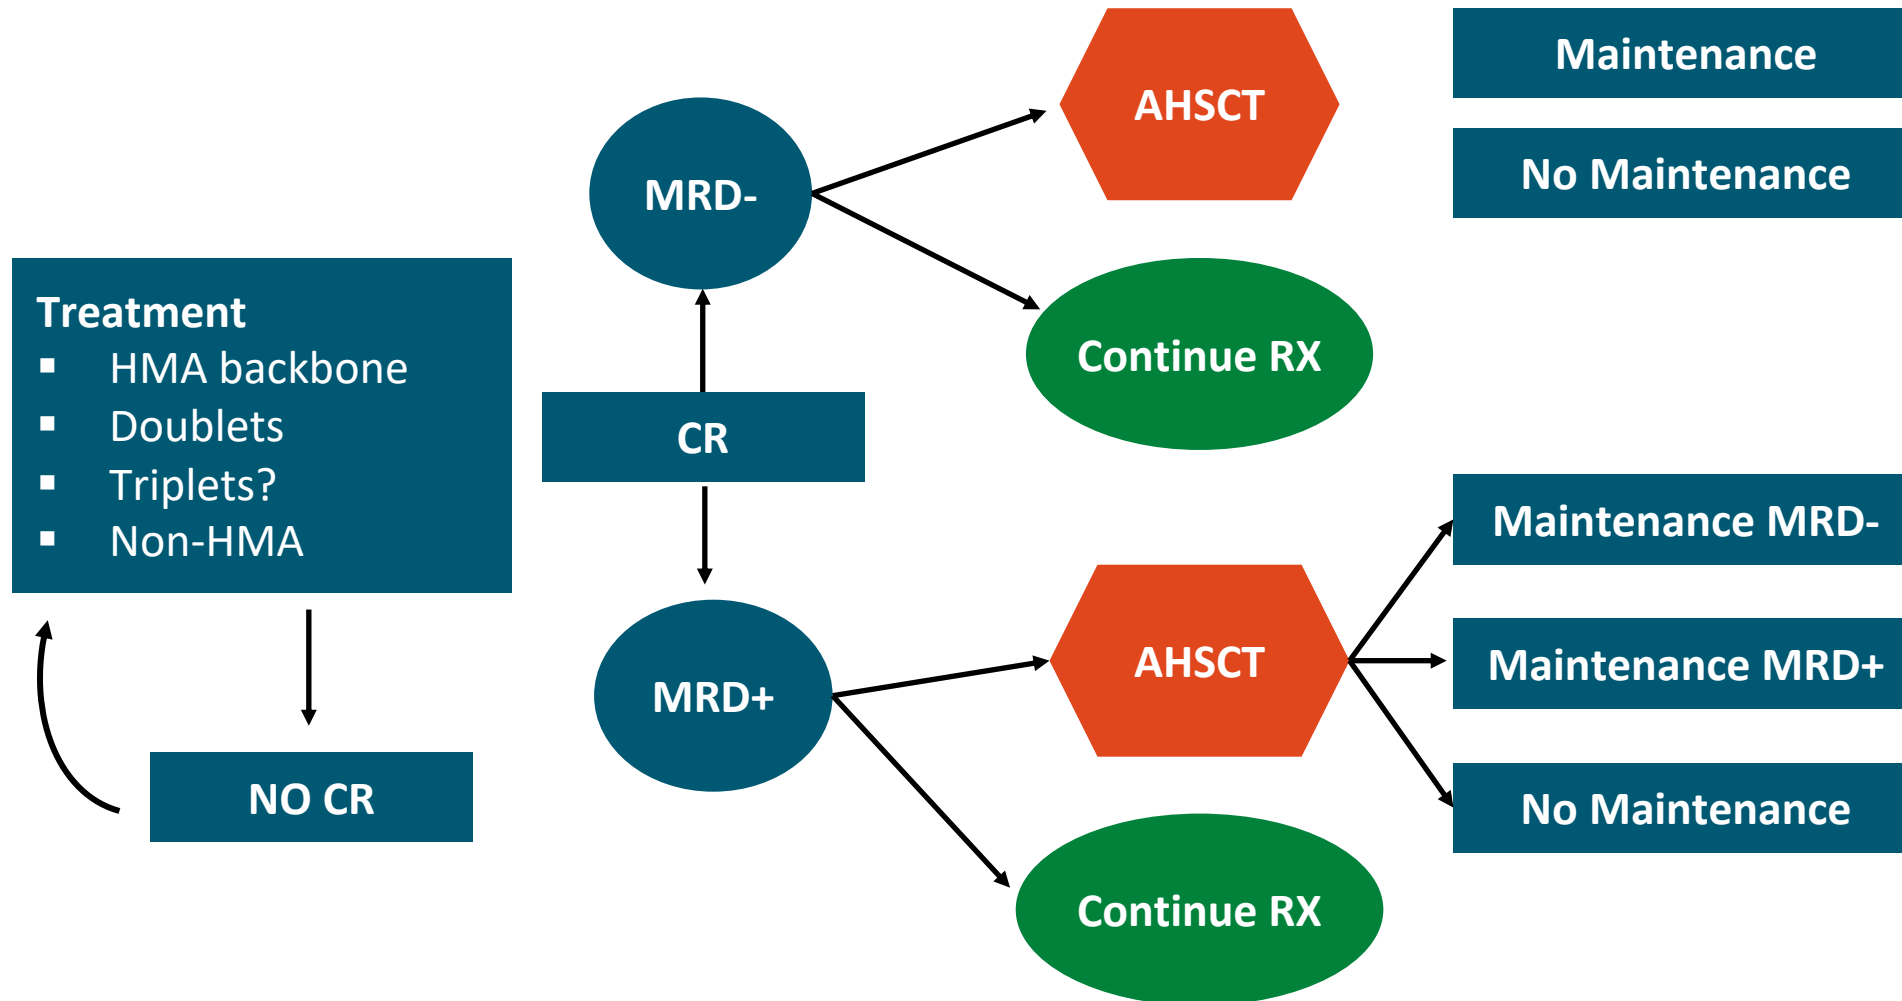 Treatment
▪ HMA backbone
▪ Doublets
▪ Triplets?
▪ Non-HMA
NO CR
CR
MRD-
MRD+
AHSCT
Continue RX
AHSCT
Continue RX
Maintenance
No Maintenance
Maintenance MRD-
Maintenance MRD+
No Maintenance